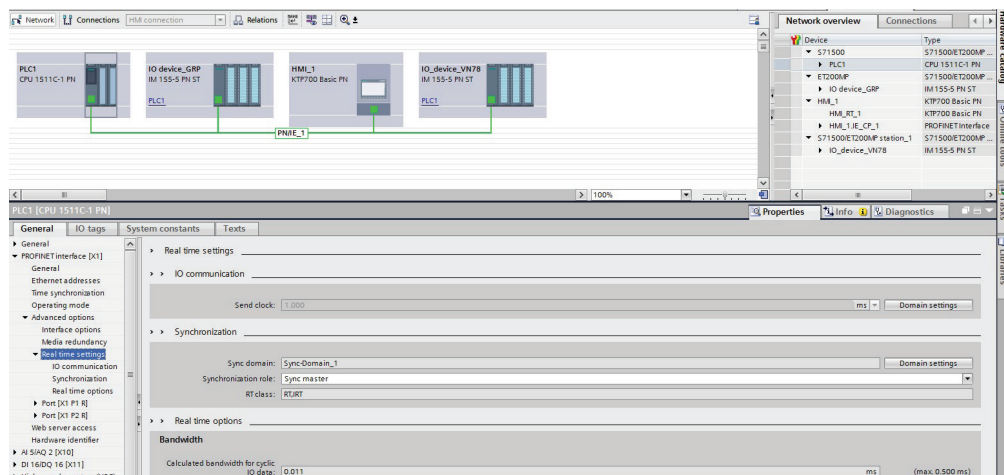 Network Connections HMI connection Relations
Network overview Connections
Device Type
S71500 S71500/ET200MP ...
PLC1 CPU 1511C-1 PN
ET200MP S71500/ET200MP ...
IO device_GRP IM 155-5 PN ST
HMI_1 KTP700 Basic PN
HMI_RT_1 KTP700 Basic PN
HMI_1.IE_CP_1 PROFINET Interface
S71500/ET200MP station_1 S71500/ET200MP ...
IO_device_VN78 IM 155-5 PN ST
PLC1
CPU 1511C-1 PN
IO device_GRP
IM 155-5 PN ST
PLC1
HMI_1
KTP700 Basic PN
IO_device_VN78
IM 155-5 PN ST
PLC1
PN/IE_1
100%
Hardware catalog
Online tools
Tasks
Libraries
PLC1 [CPU 1511C-1 PN]
Properties Info Diagnostics
General IO tags System constants Texts
General
PROFINET interface [X1]
General
Ethernet addresses
Time synchronization
Operating mode
Advanced options
Interface options
Media redundancy
Real time settings
IO communication
Synchronization
Real time options
Port [X1 P1 R]
Port [X1 P2 R]
Web server access
Hardware identifier
AI 5/AQ 2 [X10]
DI 16/DQ 16 [X11]
Real time settings
IO communication
Send clock: 1.000 ms Domain settings
Synchronization
Sync domain: Sync-Domain_1 Domain settings
Synchronization role: Sync master
RT class: RT,IRT
Real time options
Bandwidth
Calculated bandwidth for cyclic
IO data: 0.011 ms (max. 0.500 ms)